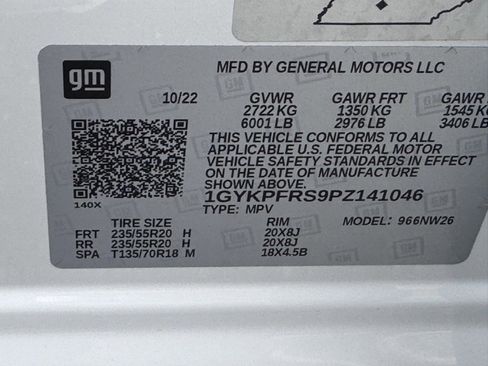 gm
MFD BY GENERAL MOTORS LLC
10/22 GVWR GAWR FRT GAWR
2722 KG 1350 KG 1545 KG
6001 LB 2976 LB 3406 LB
THIS VEHICLE CONFORMS TO ALL
APPLICABLE U.S. FEDERAL MOTOR
VEHICLE SAFETY STANDARDS IN EFFECT
ON THE DATE OF MANUFACTURE
SHOWN ABOVE.
1GYKPFRS9PZ141046
140X
TYPE: MPV MODEL: 966NW26
TIRE SIZE RIM
FRT 235/55R20 H 20X8J
RR 235/55R20 H 20X8J
SPA T135/70R18 M 18X4.5B